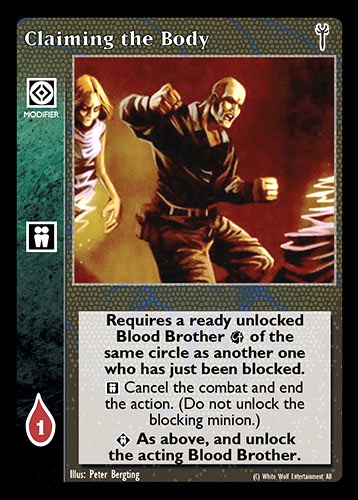 Claiming the Body
MODIFIER
Requires a ready unlocked
Blood Brother of the
same circle as another one
who has just been blocked.
Cancel the combat and end
the action. (Do not unlock the
blocking minion.)
As above, and unlock
the acting Blood Brother.
1
Illus: Peter Bergting
(C) White Wolf Entertainment AB